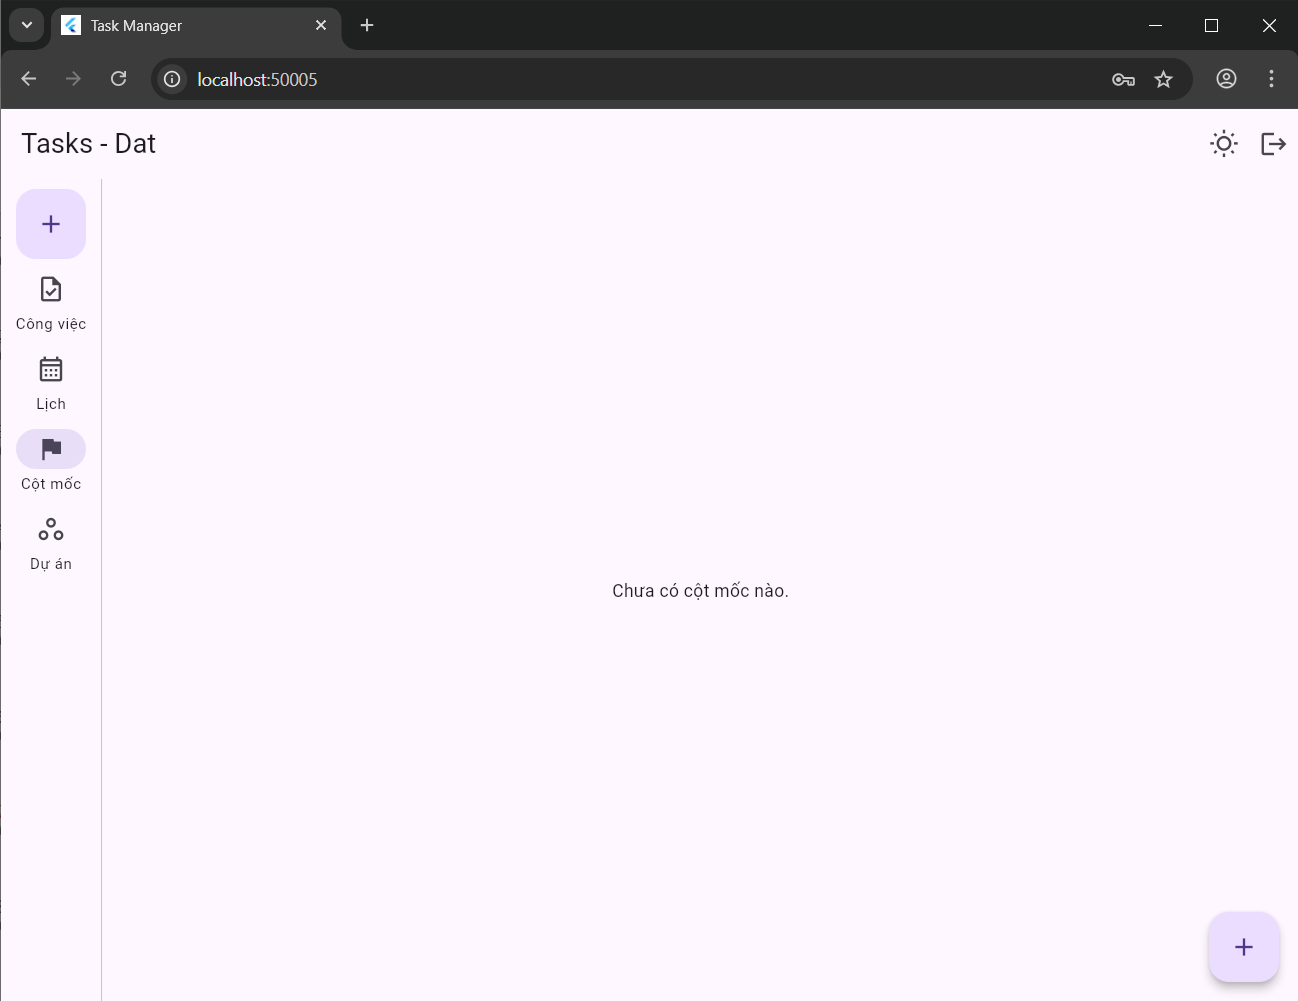 Task Manager
localhost:50005
Tasks - Dat
Công việc
Lịch
Cột mốc
Dự án
Chưa có cột mốc nào.